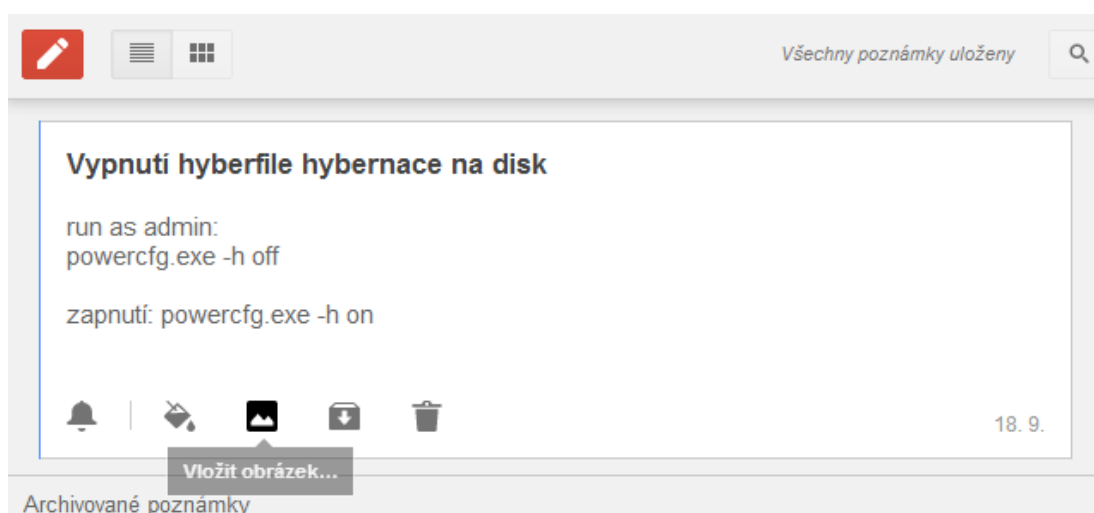 Všechny poznámky uloženy
Vypnutí hyberfile hybernace na disk
run as admin:
powercfg.exe -h off
zapnutí: powercfg.exe -h on
18. 9.
Vložit obrázek...
Archivované poznámky